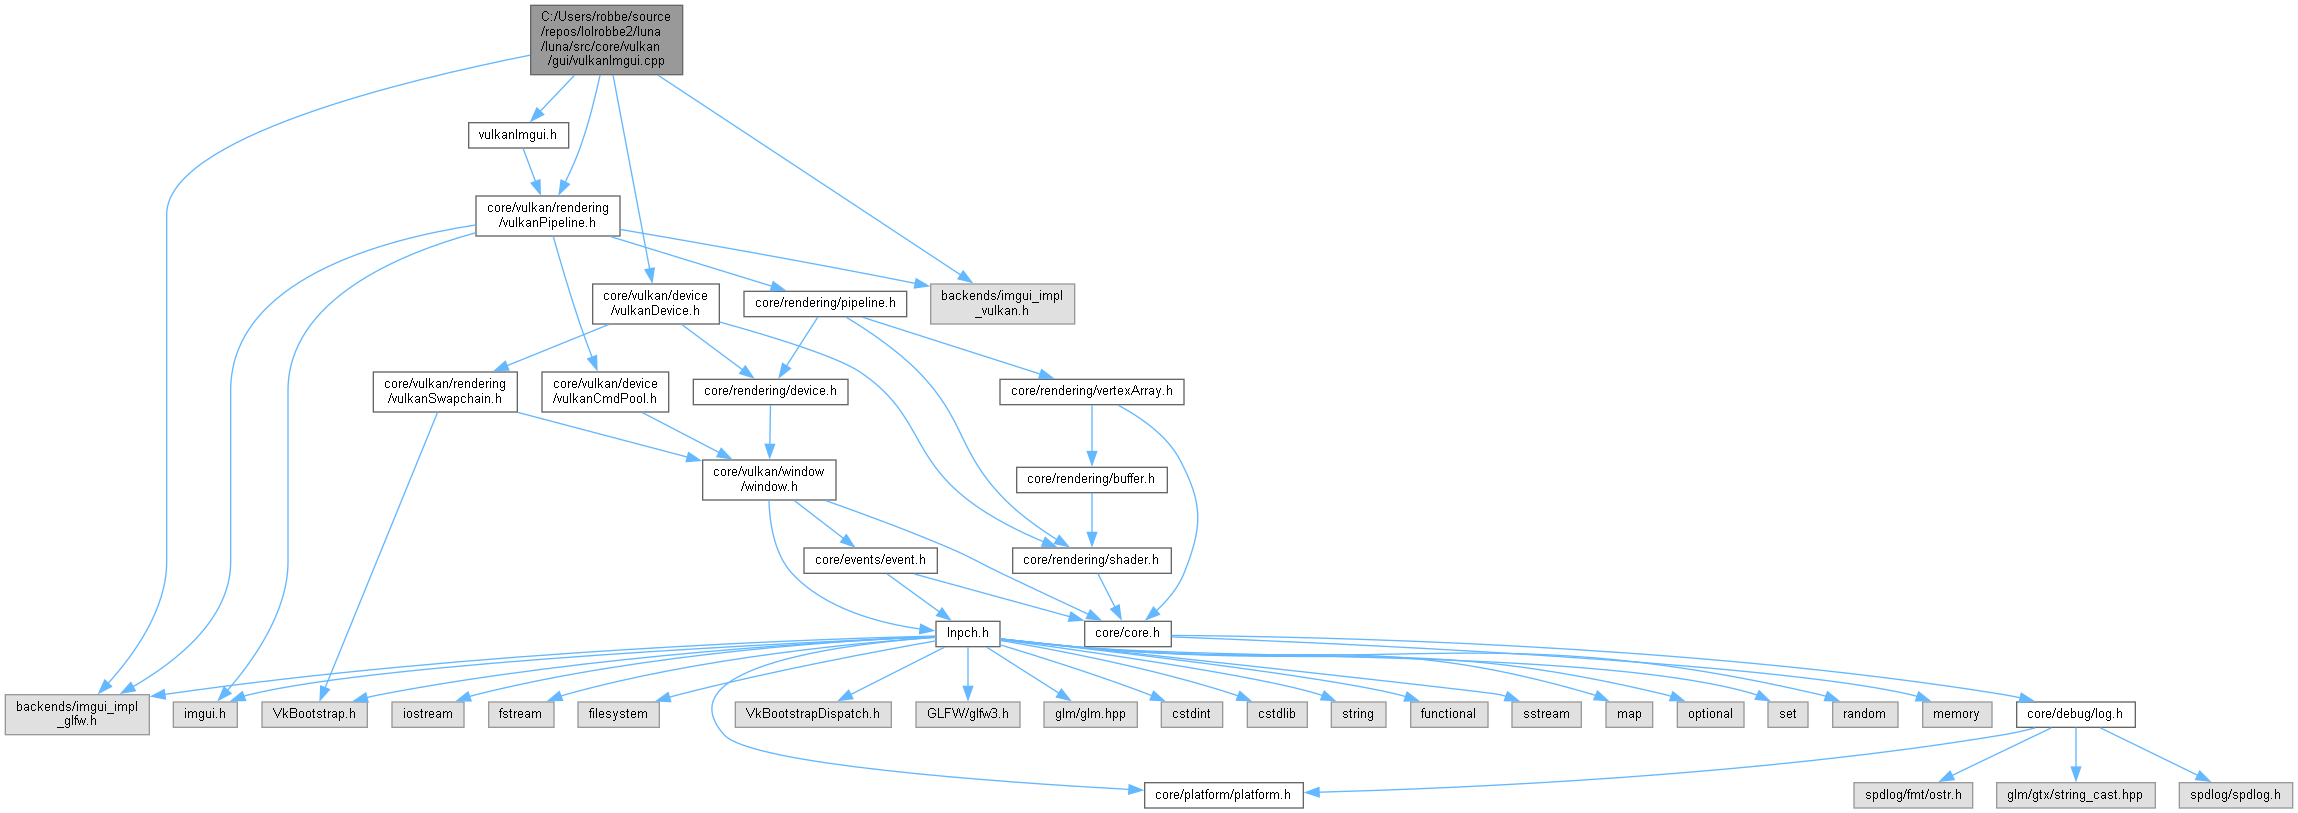 C:/Users/robbe/source
/repos/lolrobbe2/luna
/luna/src/core/vulkan
/gui/vulkanImgui.cpp
vulkanImgui.h
core/vulkan/rendering
/vulkanPipeline.h
core/vulkan/device
/vulkanDevice.h
core/rendering/pipeline.h
backends/imgui_impl
_vulkan.h
core/vulkan/rendering
/vulkanSwapchain.h
core/vulkan/device
/vulkanCmdPool.h
core/rendering/device.h
core/rendering/vertexArray.h
core/vulkan/window
/window.h
core/rendering/buffer.h
core/events/event.h
core/rendering/shader.h
lnpch.h
core/core.h
backends/imgui_impl
_glfw.h
imgui.h
VkBootstrap.h
iostream
fstream
filesystem
VkBootstrapDispatch.h
GLFW/glfw3.h
glm/glm.hpp
cstdint
cstdlib
string
functional
sstream
map
optional
set
random
memory
core/debug/log.h
core/platform/platform.h
spdlog/fmt/ostr.h
glm/gtx/string_cast.hpp
spdlog/spdlog.h